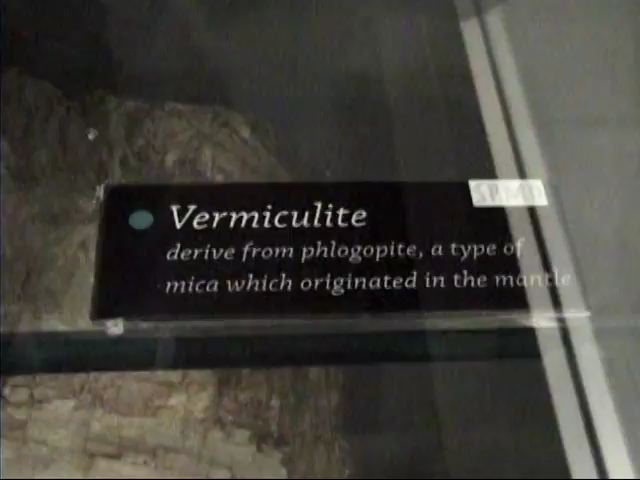 Vermiculite
derive from phlogopite, a type of
mica which originated in the mantle